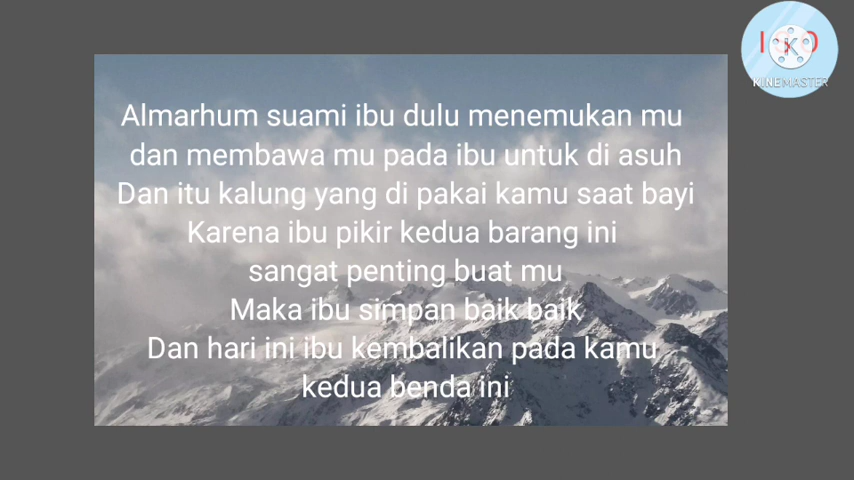 Almarhum suami ibu dulu menemukan mu
dan membawa mu pada ibu untuk di asuh
Dan itu kalung yang di pakai kamu saat bayi
Karena ibu pikir kedua barang ini
sangat penting buat mu
Maka ibu simpan baik baik
Dan hari ini ibu kembalikan pada kamu
kedua benda ini
KINEMASTER